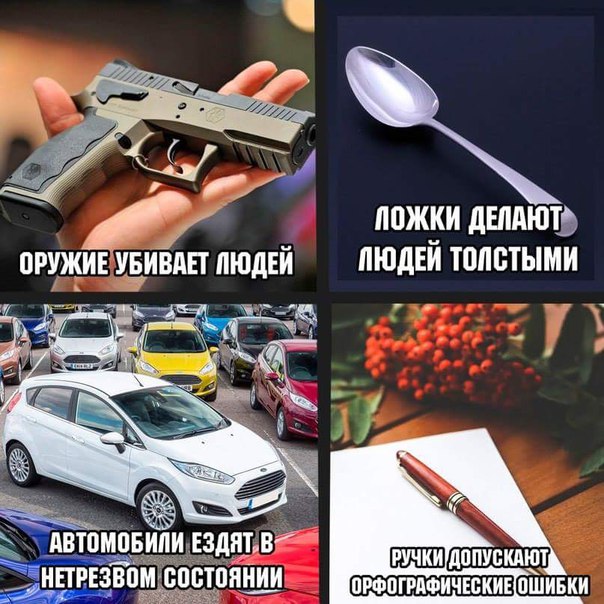 ОРУЖИЕ УБИВАЕТ ЛЮДЕЙ
ЛОЖКИ ДЕЛАЮТ
ЛЮДЕЙ ТОЛСТЫМИ
АВТОМОБИЛИ ЕЗДЯТ В
НЕТРЕЗВОМ СОСТОЯНИИ
РУЧКИ ДОПУСКАЮТ
ОРФОГРАФИЧЕСКИЕ ОШИБКИ